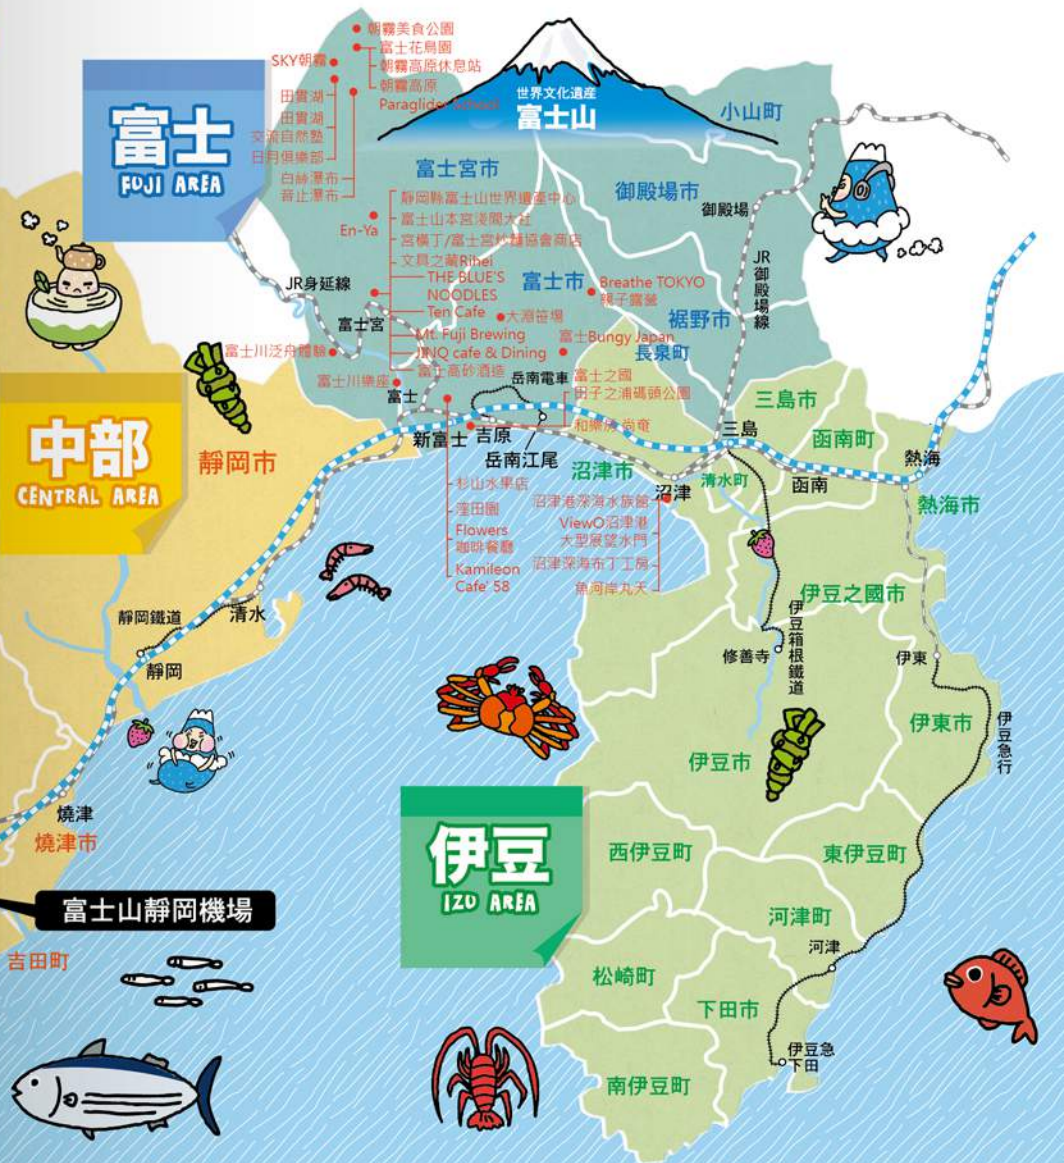 朝霧美食公園
富士花鳥園
朝霧高原休息站
朝霧高原
Paraglider School
SKY朝霧
田貫湖
田貫湖
交流自然塾
日月俱樂部
白絲瀑布
音止瀑布
世界文化遺產
富士山
小山町
富士
FUJI AREA
富士宮市
御殿場市
御殿場
JR御殿場線
靜岡縣富士山世界遺產中心
富士山本宮淺間大社
宮橫丁/富士宮炒麵協會商店
文具之蔵Rihei
THE BLUE'S
NOODLES
Ten Cafe
Mt. Fuji Brewing
JINQ cafe & Dining
富士高砂酒造
En-Ya
JR身延線
富士宮
富士市
Breathe TOKYO
親子露營
大淵笹場
裾野市
富士Bungy Japan
長泉町
富士川泛舟體驗
富士川樂座
富士
岳南電車
富士之國
田子之浦碼頭公園
和樂房 尚竜
三島市
函南町
中部
CENTRAL AREA
靜岡市
新富士
吉原
岳南江尾
沼津市
三島
清水町
函南
熱海
熱海市
沼津
杉山水果店
窪田園
Flowers
咖啡餐廳
Kamileon
Cafe' 58
沼津港深海水族館
ViewO沼津港
大型展望水門
沼津深海布丁工房
魚河岸丸天
伊豆之國市
伊豆箱根鐵道
修善寺
伊東
靜岡鐵道
清水
靜岡
伊東市
伊豆急行
伊豆市
燒津
燒津市
伊豆
IZU AREA
西伊豆町
東伊豆町
富士山靜岡機場
河津町
河津
吉田町
松崎町
下田市
伊豆急
下田
南伊豆町